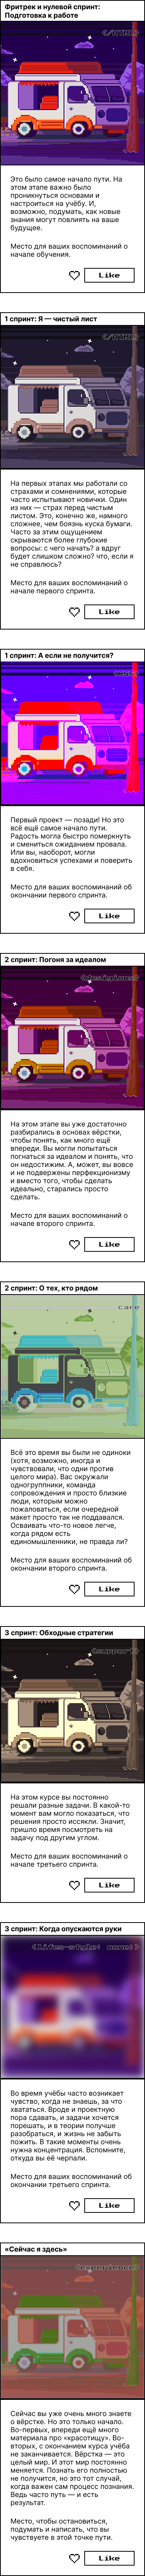 Фритрек и нулевой спринт:
Подготовка к работе
</HTML>
Это было самое начало пути. На
этом этапе важно было
проникнуться основами и
настроиться на учёбу. И,
возможно, подумать, как новые
знания могут повлиять на ваше
будущее.
Место для ваших воспоминаний о
начале обучения.
Like
1 спринт: Я — чистый лист
</HTML>
На первых этапах мы работали со
страхами и сомнениями, которые
часто испытывают новички. Один
из них — страх перед чистым
листом. Это, конечно же, намного
сложнее, чем боязнь куска бумаги.
Часто за этим ощущением
скрываются более глубокие
вопросы: с чего начать? а вдруг
будет слишком сложно? что, если я
не справлюсь?
Место для ваших воспоминаний о
начале первого спринта.
Like
1 спринт: А если не получится?
Первый проект — позади! Но это
всё ещё самое начало пути.
Радость могла быстро померкнуть
и смениться ожиданием провала.
Или вы, наоборот, могли
вдохновиться успехами и поверить
в себя.
Место для ваших воспоминаний об
окончании первого спринта.
Like
2 спринт: Погоня за идеалом
На этом этапе вы уже достаточно
разбирались в основах вёрстки,
чтобы понять, как много ещё
впереди. Вы могли попытаться
погнаться за идеалом и понять, что
он недостижим. А, может, вы вовсе
и не подвержены перфекционизму
и вместо того, чтобы сделать
идеально, старались просто
сделать.
Место для ваших воспоминаний о
начале второго спринта.
Like
2 спринт: О тех, кто рядом
care
Всё это время вы были не одиноки
(хотя, возможно, иногда и
чувствовали, что одни против
целого мира). Вас окружали
одногруппники, команда
сопровождения и просто близкие
люди, которым можно
пожаловаться, если очередной
макет просто так не поддавался.
Осваивать что-то новое легче,
когда рядом есть
единомышленники, не правда ли?
Место для ваших воспоминаний об
окончании второго спринта.
Like
3 спринт: Обходные стратегии
<support>
На этом курсе вы постоянно
решали разные задачи. В какой-то
момент вам могло показаться, что
решения просто иссякли. Значит,
пришло время посмотреть на
задачу под другим углом.
Место для ваших воспоминаний о
начале третьего спринта.
Like
3 спринт: Когда опускаются руки
Во время учёбы часто возникает
чувство, когда не знаешь, за что
хвататься. Вроде и проектную
пора сдавать, и задачи хочется
порешать, и в теории получше
разобраться, и жизнь не забыть
пожить. В такие моменты очень
нужна концентрация. Вспомните,
откуда вы её черпали.
Место для ваших воспоминаний об
окончании третьего спринта.
Like
«Сейчас я здесь»
Сейчас вы уже очень много знаете
о вёрстке. Но это только начало.
Во-первых, впереди ещё много
материала про «красотищу». Во-
вторых, с окончанием курса учёба
не заканчивается. Вёрстка — это
целый мир. И этот мир постоянно
меняется. Познать его полностью
не получится, но это тот случай,
когда важен сам процесс познания.
Ведь часто путь — и есть
результат.
Место, чтобы остановиться,
подумать и написать, что вы
чувствуете в этой точке пути.
Like